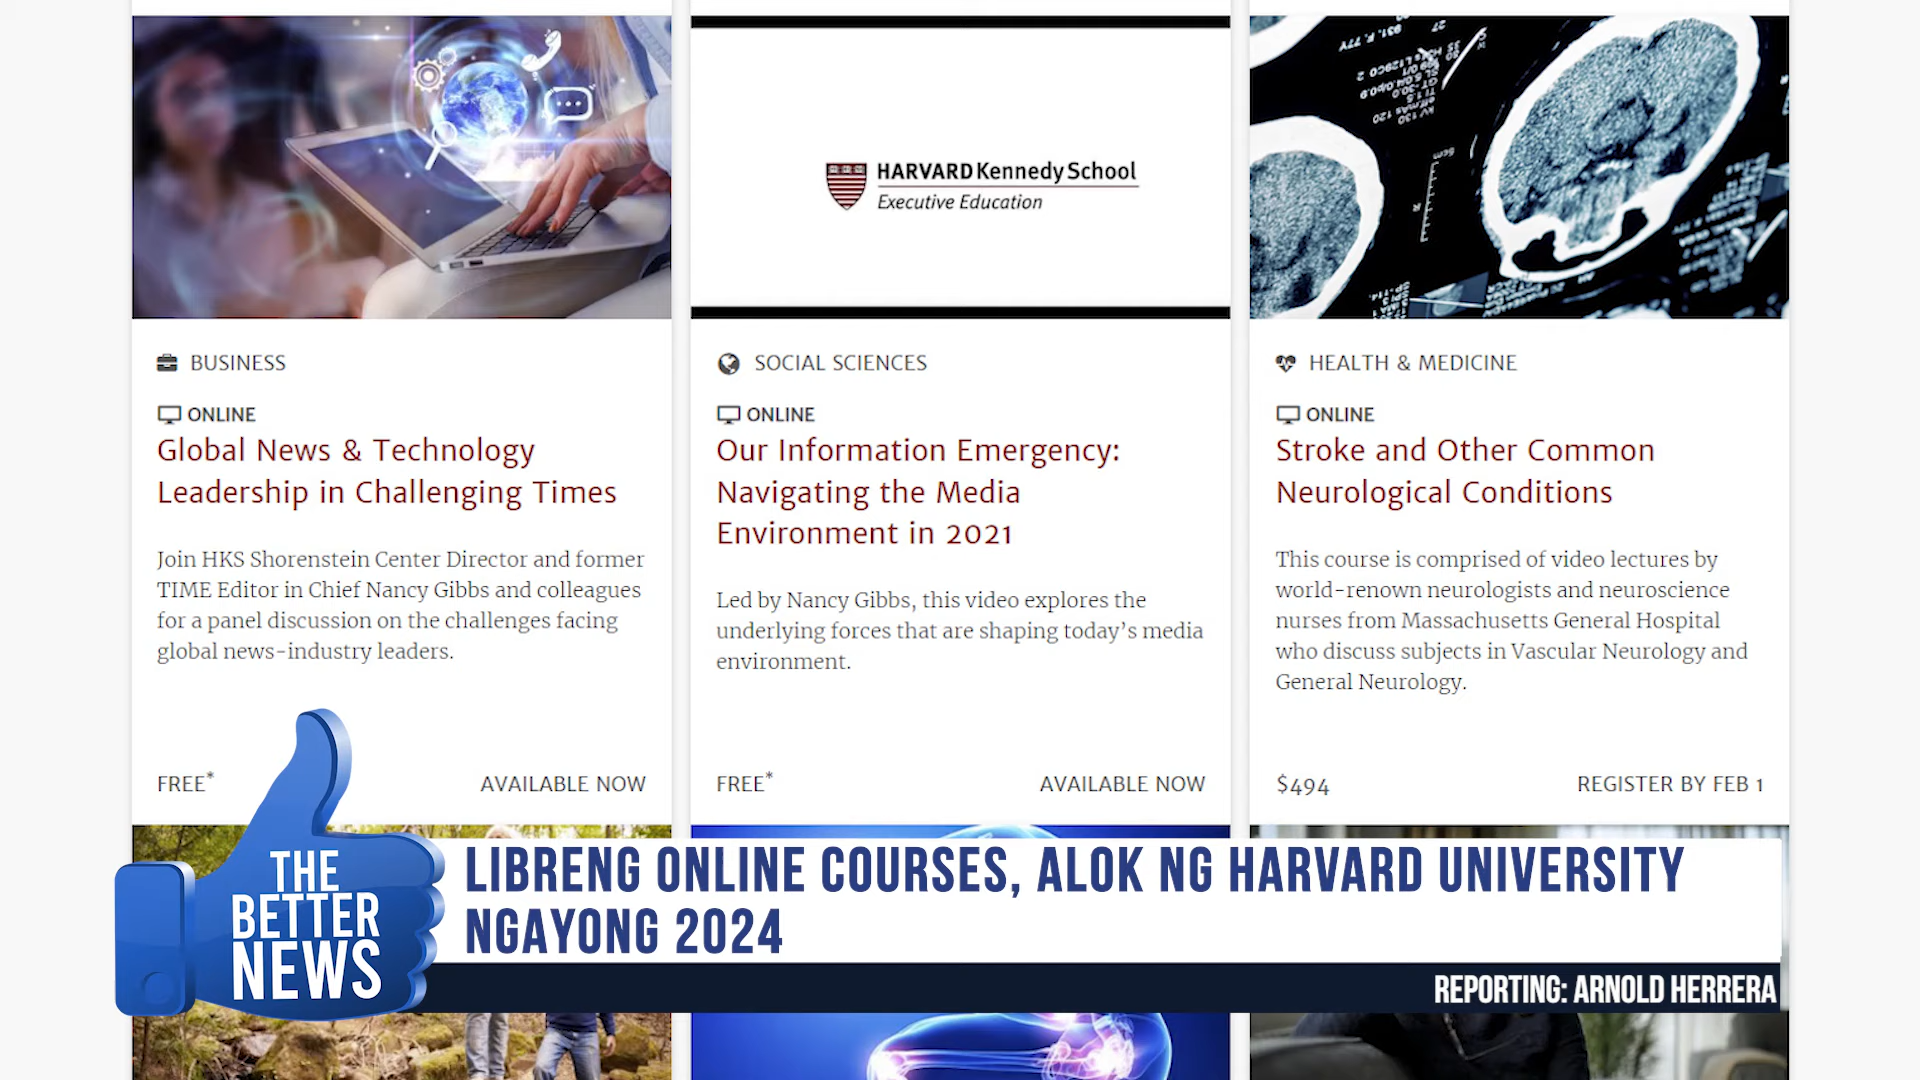 HARVARD Kennedy School
Executive Education
BUSINESS
ONLINE
Global News & Technology
Leadership in Challenging Times
Join HKS Shorenstein Center Director and former
TIME Editor in Chief Nancy Gibbs and colleagues
for a panel discussion on the challenges facing
global news-industry leaders.
FREE*
AVAILABLE NOW
SOCIAL SCIENCES
ONLINE
Our Information Emergency:
Navigating the Media
Environment in 2021
Led by Nancy Gibbs, this video explores the
underlying forces that are shaping today's media
environment.
FREE*
AVAILABLE NOW
HEALTH & MEDICINE
ONLINE
Stroke and Other Common
Neurological Conditions
This course is comprised of video lectures by
world-renown neurologists and neuroscience
nurses from Massachusetts General Hospital
who discuss subjects in Vascular Neurology and
General Neurology.
$494
REGISTER BY FEB 1
THE
BETTER
NEWS
LIBRENG ONLINE COURSES, ALOK NG HARVARD UNIVERSITY
NGAYONG 2024
REPORTING: ARNOLD HERRERA